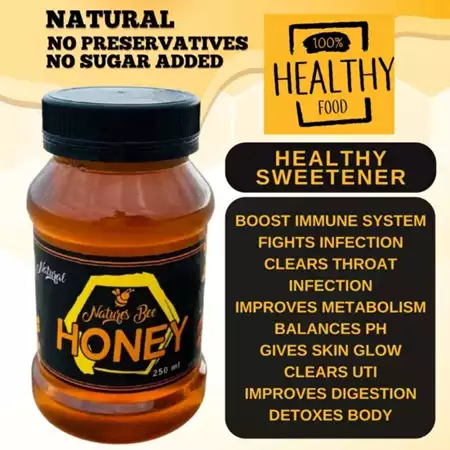 NATURAL
NO PRESERVATIVES
NO SUGAR ADDED
100%
HEALTHY
FOOD
HEALTHY
SWEETENER
BOOST IMMUNE SYSTEM
FIGHTS INFECTION
CLEARS THROAT
INFECTION
IMPROVES METABOLISM
BALANCES PH
GIVES SKIN GLOW
CLEARS UTI
IMPROVES DIGESTION
DETOXES BODY
Natural
Natures Bee
HONEY
250 ml